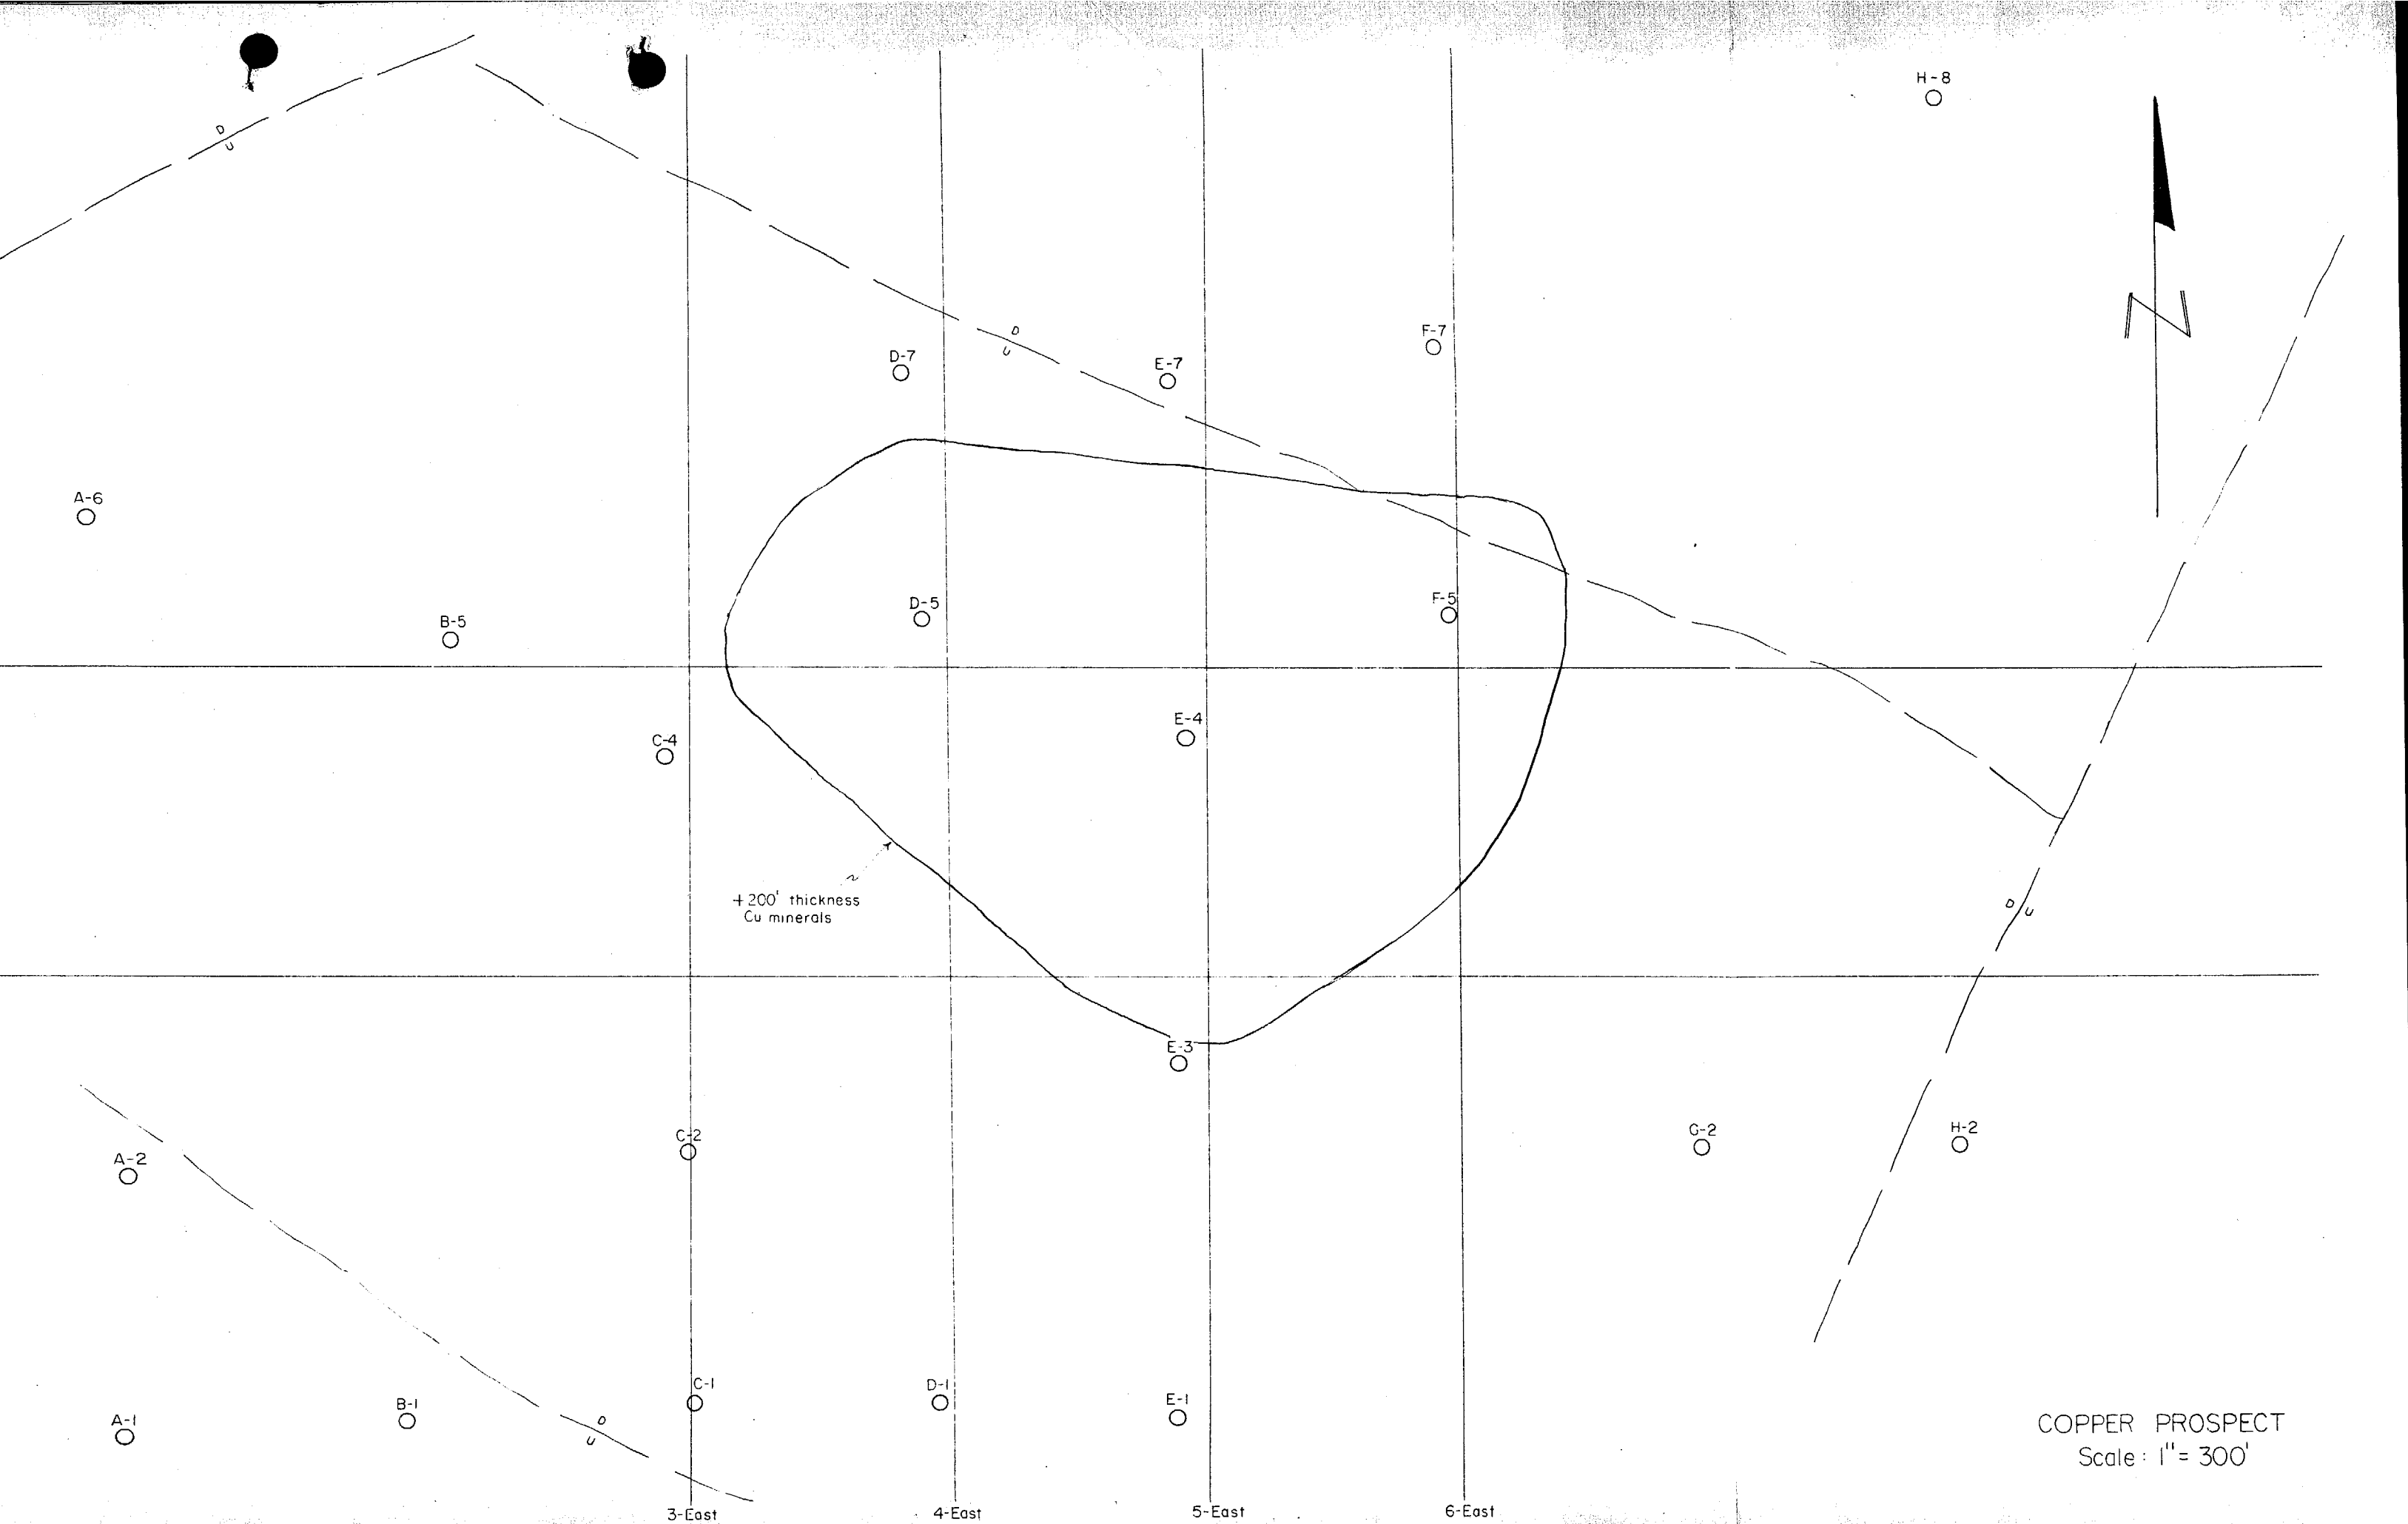 H-8
D
U
D
U
F-7
D-7
E-7
N
A-6
D-5
F-5
B-5
E-4
C-4
+200' thickness
Cu minerals
D U
E-3
C-2
G-2
H-2
A-2
C-1
D-1
E-1
B-1
A-1
D
U
COPPER PROSPECT
Scale: 1"= 300'
3-East
4-East
5-East
6-East